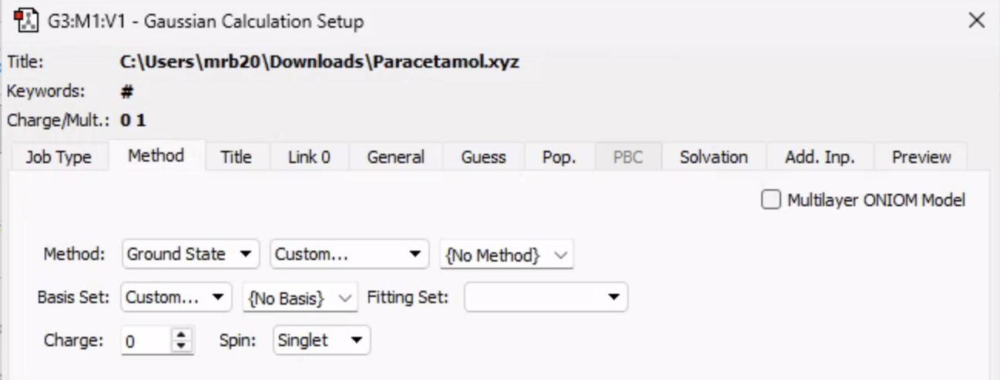 G3:M1:V1 - Gaussian Calculation Setup
Title: C:\Users\mrb20\Downloads\Paracetamol.xyz
Keywords: #
Charge/Mult.: 0 1
Job Type Method Title Link 0 General Guess Pop. PBC Solvation Add. Inp. Preview
Multilayer ONIOM Model
Method: Ground State Custom... {No Method}
Basis Set: Custom... {No Basis} Fitting Set:
Charge: 0 Spin: Singlet